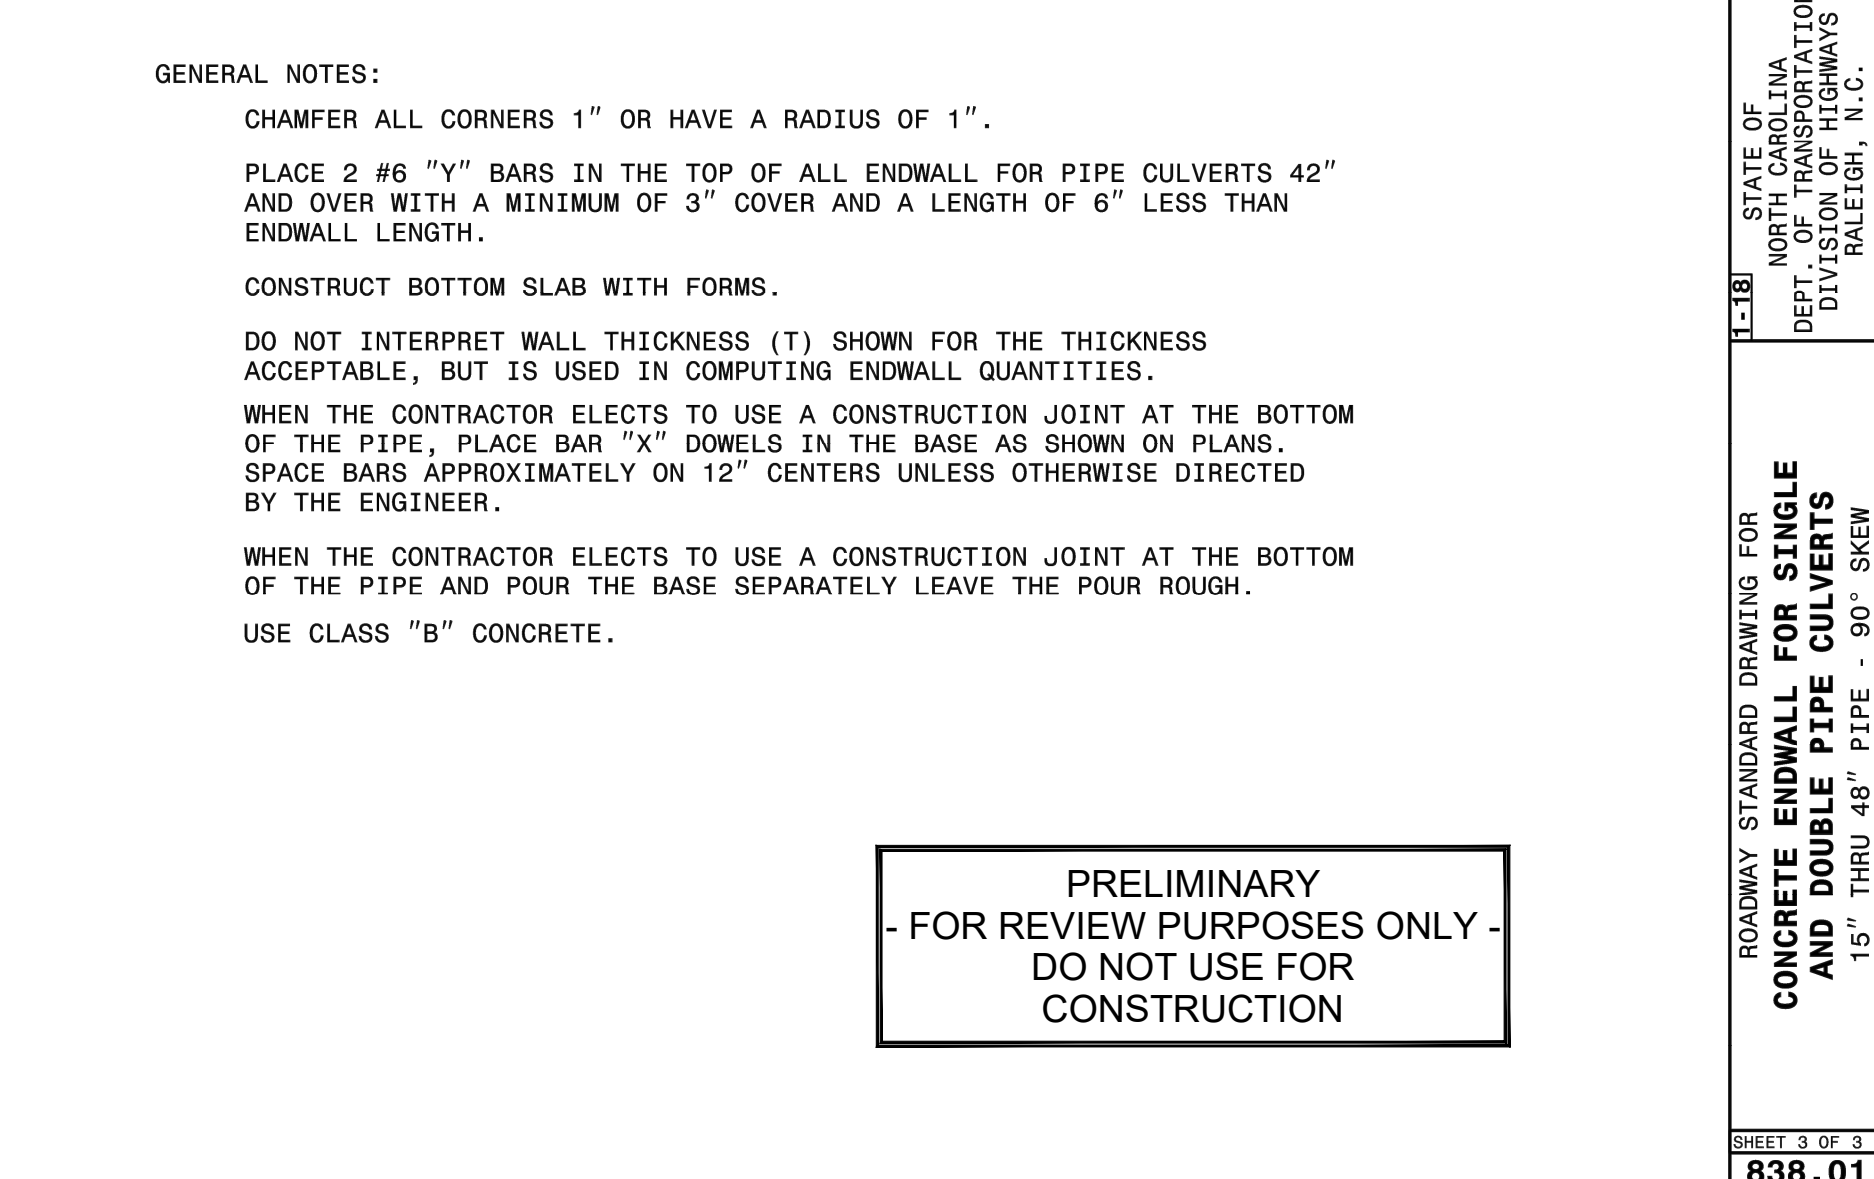 GENERAL NOTES:
CHAMFER ALL CORNERS 1" OR HAVE A RADIUS OF 1".
PLACE 2 #6 "Y" BARS IN THE TOP OF ALL ENDWALL FOR PIPE CULVERTS 42"
AND OVER WITH A MINIMUM OF 3" COVER AND A LENGTH OF 6" LESS THAN
ENDWALL LENGTH.
CONSTRUCT BOTTOM SLAB WITH FORMS.
DO NOT INTERPRET WALL THICKNESS (T) SHOWN FOR THE THICKNESS
ACCEPTABLE, BUT IS USED IN COMPUTING ENDWALL QUANTITIES.
WHEN THE CONTRACTOR ELECTS TO USE A CONSTRUCTION JOINT AT THE BOTTOM
OF THE PIPE, PLACE BAR "X" DOWELS IN THE BASE AS SHOWN ON PLANS.
SPACE BARS APPROXIMATELY ON 12" CENTERS UNLESS OTHERWISE DIRECTED
BY THE ENGINEER.
WHEN THE CONTRACTOR ELECTS TO USE A CONSTRUCTION JOINT AT THE BOTTOM
OF THE PIPE AND POUR THE BASE SEPARATELY LEAVE THE POUR ROUGH.
USE CLASS "B" CONCRETE.
PRELIMINARY
- FOR REVIEW PURPOSES ONLY -
DO NOT USE FOR
CONSTRUCTION
1-18
STATE OF
NORTH CAROLINA
DEPT. OF TRANSPORTATION
DIVISION OF HIGHWAYS
RALEIGH, N.C.
ROADWAY STANDARD DRAWING FOR
CONCRETE ENDWALL FOR SINGLE
AND DOUBLE PIPE CULVERTS
15" THRU 48" PIPE - 90° SKEW
SHEET 3 OF 3
838.01